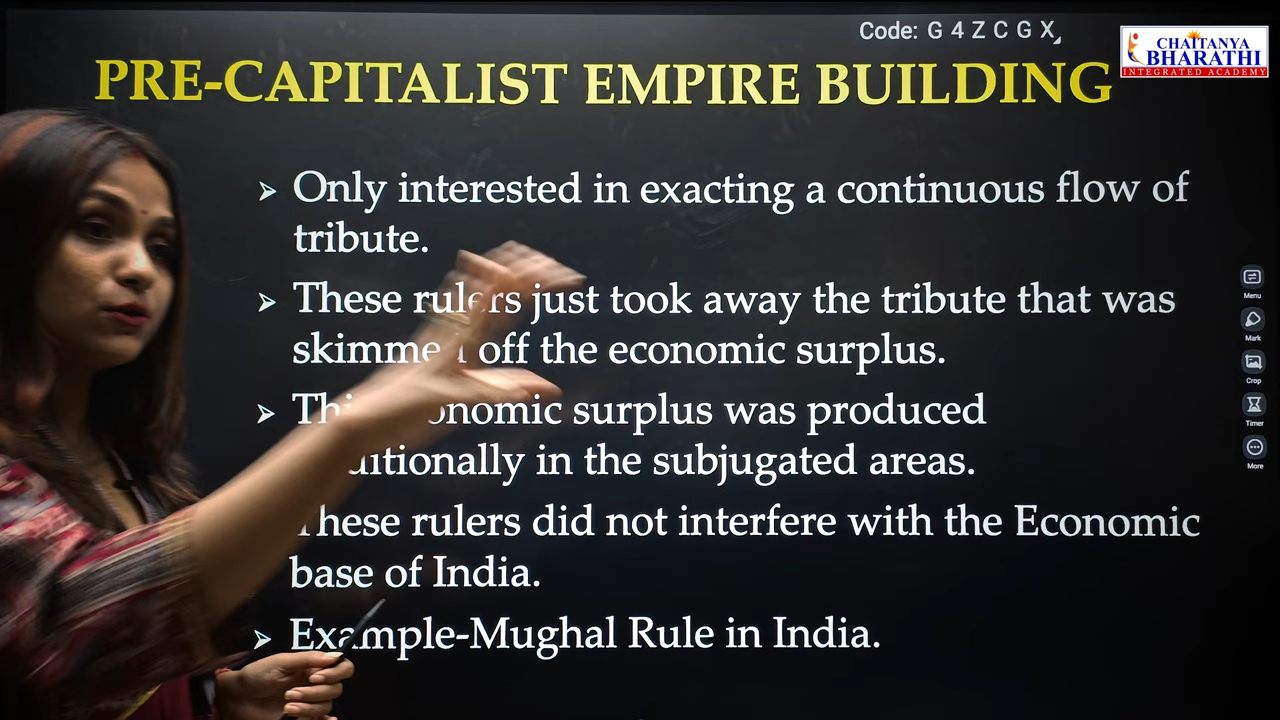 Code: G 4 Z C G X
CHAITANYA
BHARATHI
INTEGRATED ACADEMY
PRE-CAPITALIST EMPIRE BUILDING
➢ Only interested in exacting a continuous flow of
tribute.
➢ These rulers just took away the tribute that was
skimmed off the economic surplus.
➢ economic surplus was produced
in the subjugated areas.
These rulers did not interfere with the Economic
base of India.
➢ Example-Mughal Rule in India.
Menu
Mark
Crop
Timer
More